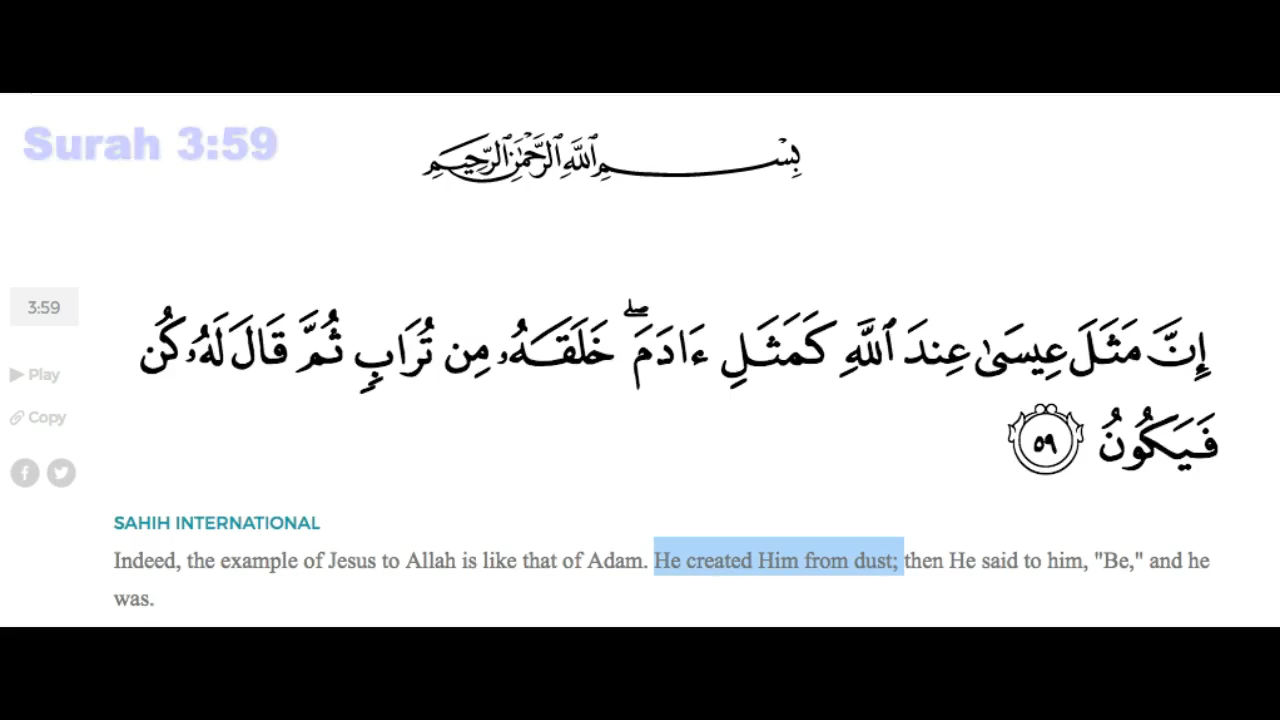 Surah 3:59
بِسْمِ ٱللَّهِ ٱلرَّحْمَٰنِ ٱلرَّحِيمِ
3:59
إِنَّ مَثَلَ عِيسَىٰ عِندَ ٱللَّهِ كَمَثَلِ ءَادَمَ ۖ خَلَقَهُۥ مِن تُرَابٍ ثُمَّ قَالَ لَهُۥ كُن
Play
Copy
فَيَكُونُ ٥٩
SAHIH INTERNATIONAL
Indeed, the example of Jesus to Allah is like that of Adam. He created Him from dust; then He said to him, "Be," and he
was.